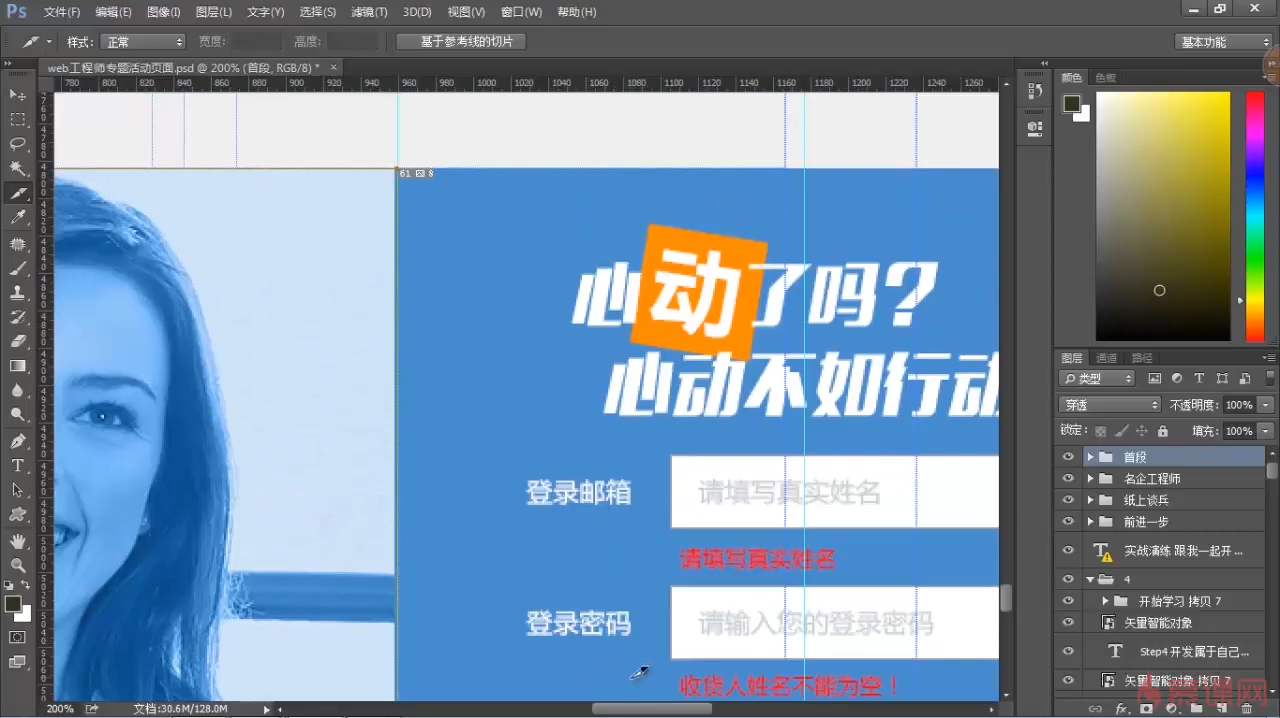 Ps 文件(F) 编辑(E) 图像(I) 图层(L) 文字(Y) 选择(S) 滤镜(T) 3D(D) 视图(V) 窗口(W) 帮助(H)
样式: 正常 宽度: 高度: 基于参考线的切片 基本功能
web工程师专题活动页面.psd @ 200% (首段, RGB/8) * ×
780 800 820 840 860 880 900 920 940 960 980 1000 1020 1040 1060 1080 1100 1120 1140 1160 1180 1200 1220 1240 1260
颜色 色板
61
心动了吗?
心动不如行动
登录邮箱 请填写真实姓名
请填写真实姓名
登录密码 请输入您的登录密码
收货人姓名不能为空！
图层 通道 路径
类型
穿透 不透明度: 100%
锁定: 填充: 100%
首段
名企工程师
纸上谈兵
前进一步
实战演练 跟我一起开...
4
开始学习 拷贝 7
矢量智能对象
Step4 开发属于自己...
矢量智能对象 拷贝 2
慕课网
200% 文档:30.6M/128.0M